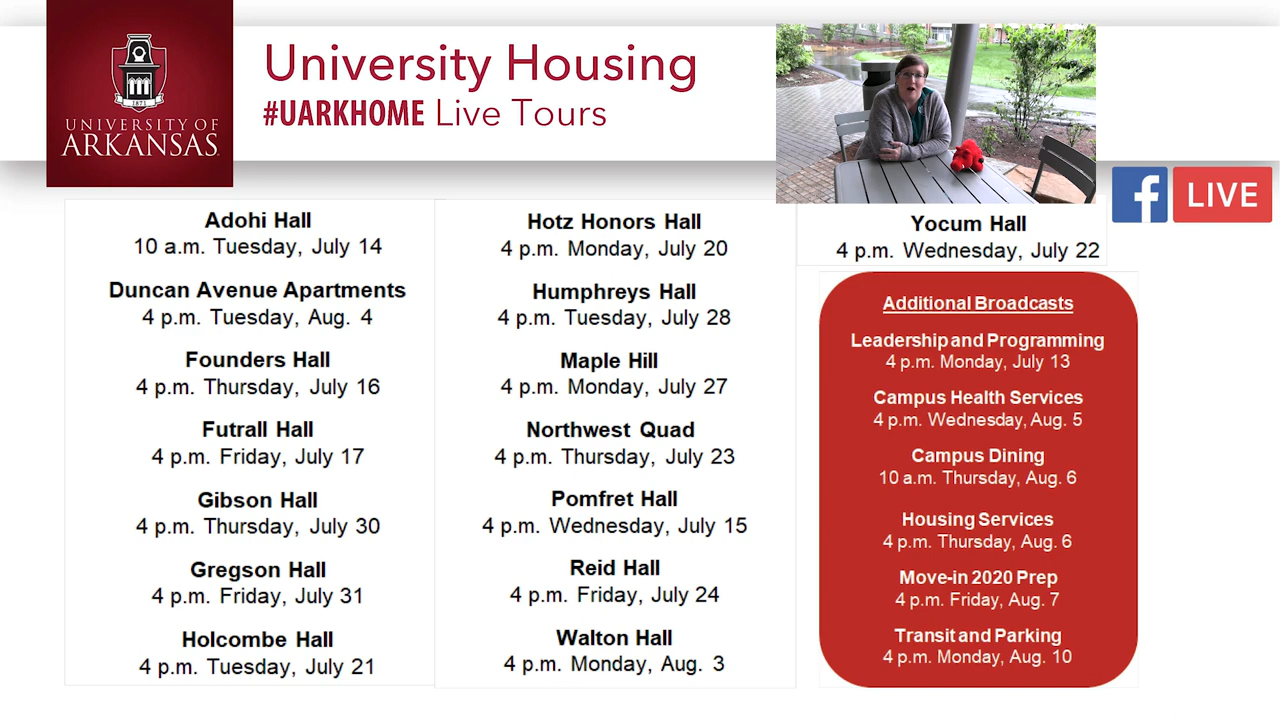 1871
UNIVERSITY OF
ARKANSAS
University Housing
#UARKHOME Live Tours
f LIVE
Adohi Hall
10 a.m. Tuesday, July 14
Duncan Avenue Apartments
4 p.m. Tuesday, Aug. 4
Founders Hall
4 p.m. Thursday, July 16
Futrall Hall
4 p.m. Friday, July 17
Gibson Hall
4 p.m. Thursday, July 30
Gregson Hall
4 p.m. Friday, July 31
Holcombe Hall
4 p.m. Tuesday, July 21
Hotz Honors Hall
4 p.m. Monday, July 20
Humphreys Hall
4 p.m. Tuesday, July 28
Maple Hill
4 p.m. Monday, July 27
Northwest Quad
4 p.m. Thursday, July 23
Pomfret Hall
4 p.m. Wednesday, July 15
Reid Hall
4 p.m. Friday, July 24
Walton Hall
4 p.m. Monday, Aug. 3
Yocum Hall
4 p.m. Wednesday, July 22
Additional Broadcasts
Leadership and Programming
4 p.m. Monday, July 13
Campus Health Services
4 p.m. Wednesday, Aug. 5
Campus Dining
10 a.m. Thursday, Aug. 6
Housing Services
4 p.m. Thursday, Aug. 6
Move-in 2020 Prep
4 p.m. Friday, Aug. 7
Transit and Parking
4 p.m. Monday, Aug. 10